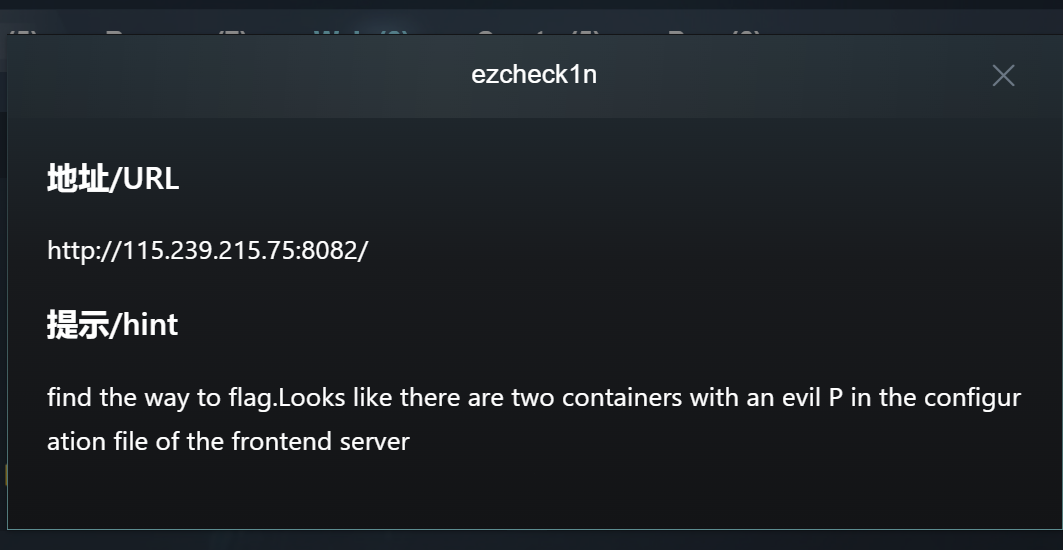 ezcheck1n
地址/URL
http://115.239.215.75:8082/
提示/hint
find the way to flag.Looks like there are two containers with an evil P in the configur
ation file of the frontend server